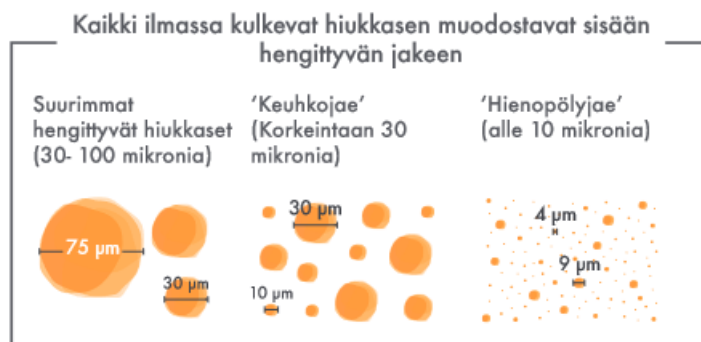 Kaikki ilmassa kulkevat hiukkasen muodostavat sisään
hengittyvän jakeen
Suurimmat
hengittyvät hiukkaset
(30- 100 mikronia)
'Keuhkojae'
(Korkeintaan 30
mikronia)
'Hienopölyjae'
(alle 10 mikronia)
75 µm
30 µm
30 µm
10 µm
4 µm
9 µm